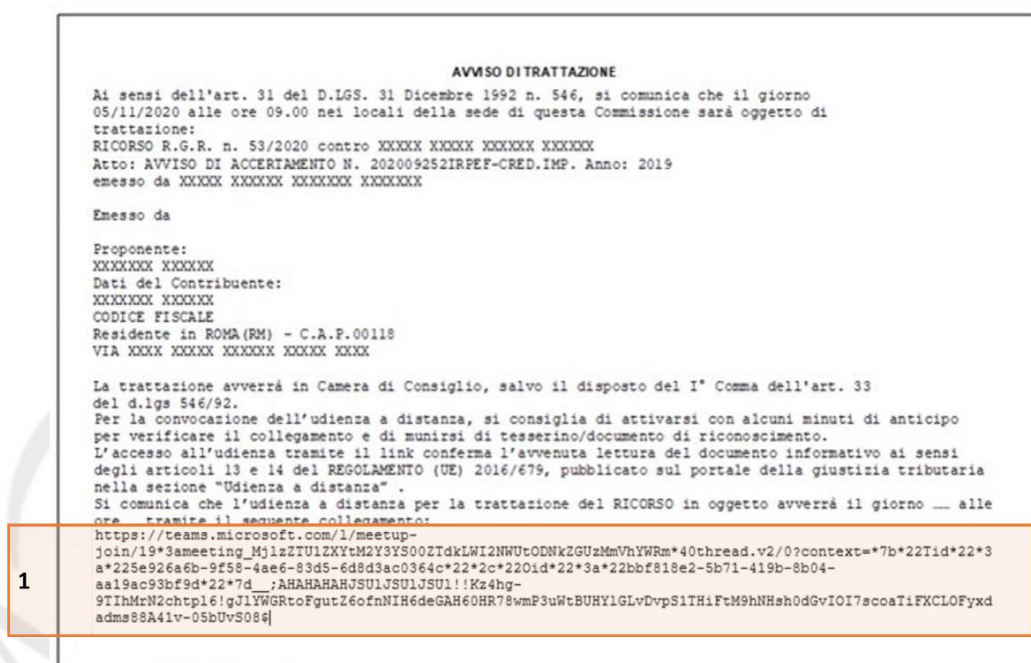 AVVISO DI TRATTAZIONE
Ai sensi dell'art. 31 del D.LGS. 31 Dicembre 1992 n. 546, si comunica che il giorno
05/11/2020 alle ore 09.00 nei locali della sede di questa Commissione sará oggetto di
trattazione:
RICORSO R.G.R. n. 53/2020 contro XXXXX XXXXX XXXXXX XXXXXX
Atto: AVVISO DI ACCERTAMENTO N. 202009252IRPEF-CRED.IMP. Anno: 2019
emesso da XXXXX XXXXXX XXXXXXX XXXXXXX
Emesso da
Proponente:
XXXXXXX XXXXXX
Dati del Contribuente:
XXXXXXX XXXXXX
CODICE FISCALE
Residente in ROMA(RM) - C.A.P.00118
VIA XXXX XXXXX XXXXXX XXXXX XXXX
La trattazione avverrá in Camera di Consiglio, salvo il disposto del I° Comma dell'art. 33
del d.lgs 546/92.
Per la convocazione dell'udienza a distanza, si consiglia di attivarsi con alcuni minuti di anticipo
per verificare il collegamento e di munirsi di tesserino/documento di riconoscimento.
L'accesso all'udienza tramite il link conferma l'avvenuta lettura del documento informativo ai sensi
degli articoli 13 e 14 del REGOLAMENTO (UE) 2016/679, pubblicato sul portale della giustizia tributaria
nella sezione "Udienza a distanza" .
Si comunica che l'udienza a distanza per la trattazione del RICORSO in oggetto avverrá il giorno __ alle
ore__tramite il seguente collegamento:
https://teams.microsoft.com/l/meetup-
join/19*3ameeting_MjlzZTU1ZXYtM2Y3YS00ZTdkLWI2NWUtODNkZGUzMmVhYWRm*40thread.v2/0?context=*7b*22Tid*22*3
a*225e926a6b-9f58-4ae6-83d5-6d8d3ac0364c*22*2c*22Oid*22*3a*22bbf818e2-5b71-419b-8b04-
aa19ac93bf9d*22*7d__;AHAHAHAHJSUlJSUlJSUl!!Kz4hg-
9TIhMrN2chtpl6!gJlYWGRtoFgutZ6ofnNIH6deGAH60HR78wmP3uWtBUHYlGLvDvpS1THiFtM9hNHsh0dGvIOI7scoaTiFXCLOFyxd
adms88A41v-05bUvS08$
1